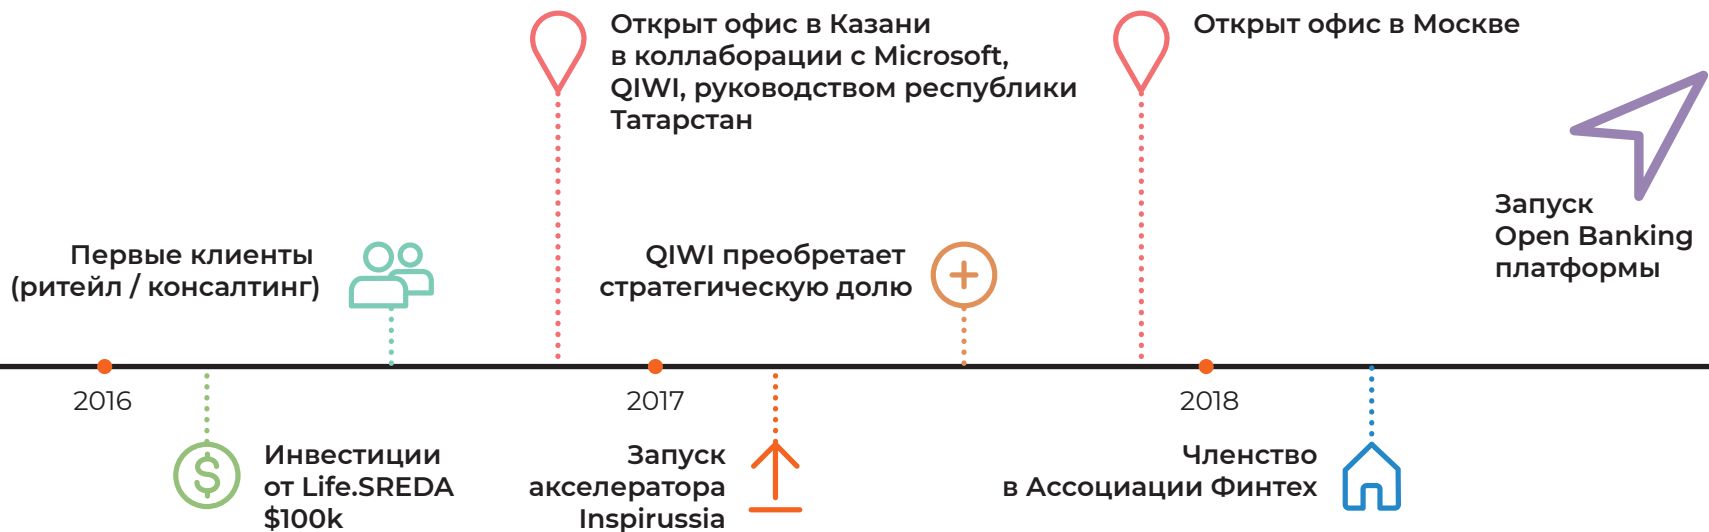 Открыт офис в Казани
в коллаборации с Microsoft,
QIWI, руководством республики
Татарстан
Открыт офис в Москве
Запуск
Open Banking
платформы
Первые клиенты
(ритейл / консалтинг)
QIWI преобретает
стратегическую долю
2016
2017
2018
Инвестиции
от Life.SREDA
$100k
Запуск
акселератора
Inspirussia
Членство
в Ассоциации Финтех